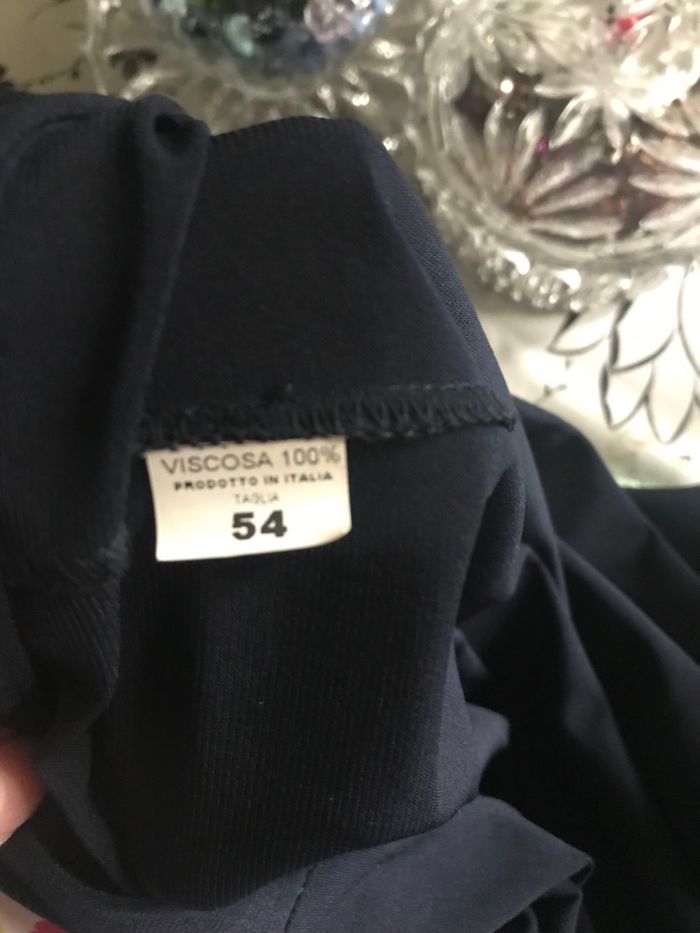 VISCOSA 100%
PRODOTTO IN ITALIA
TAGLIA
54